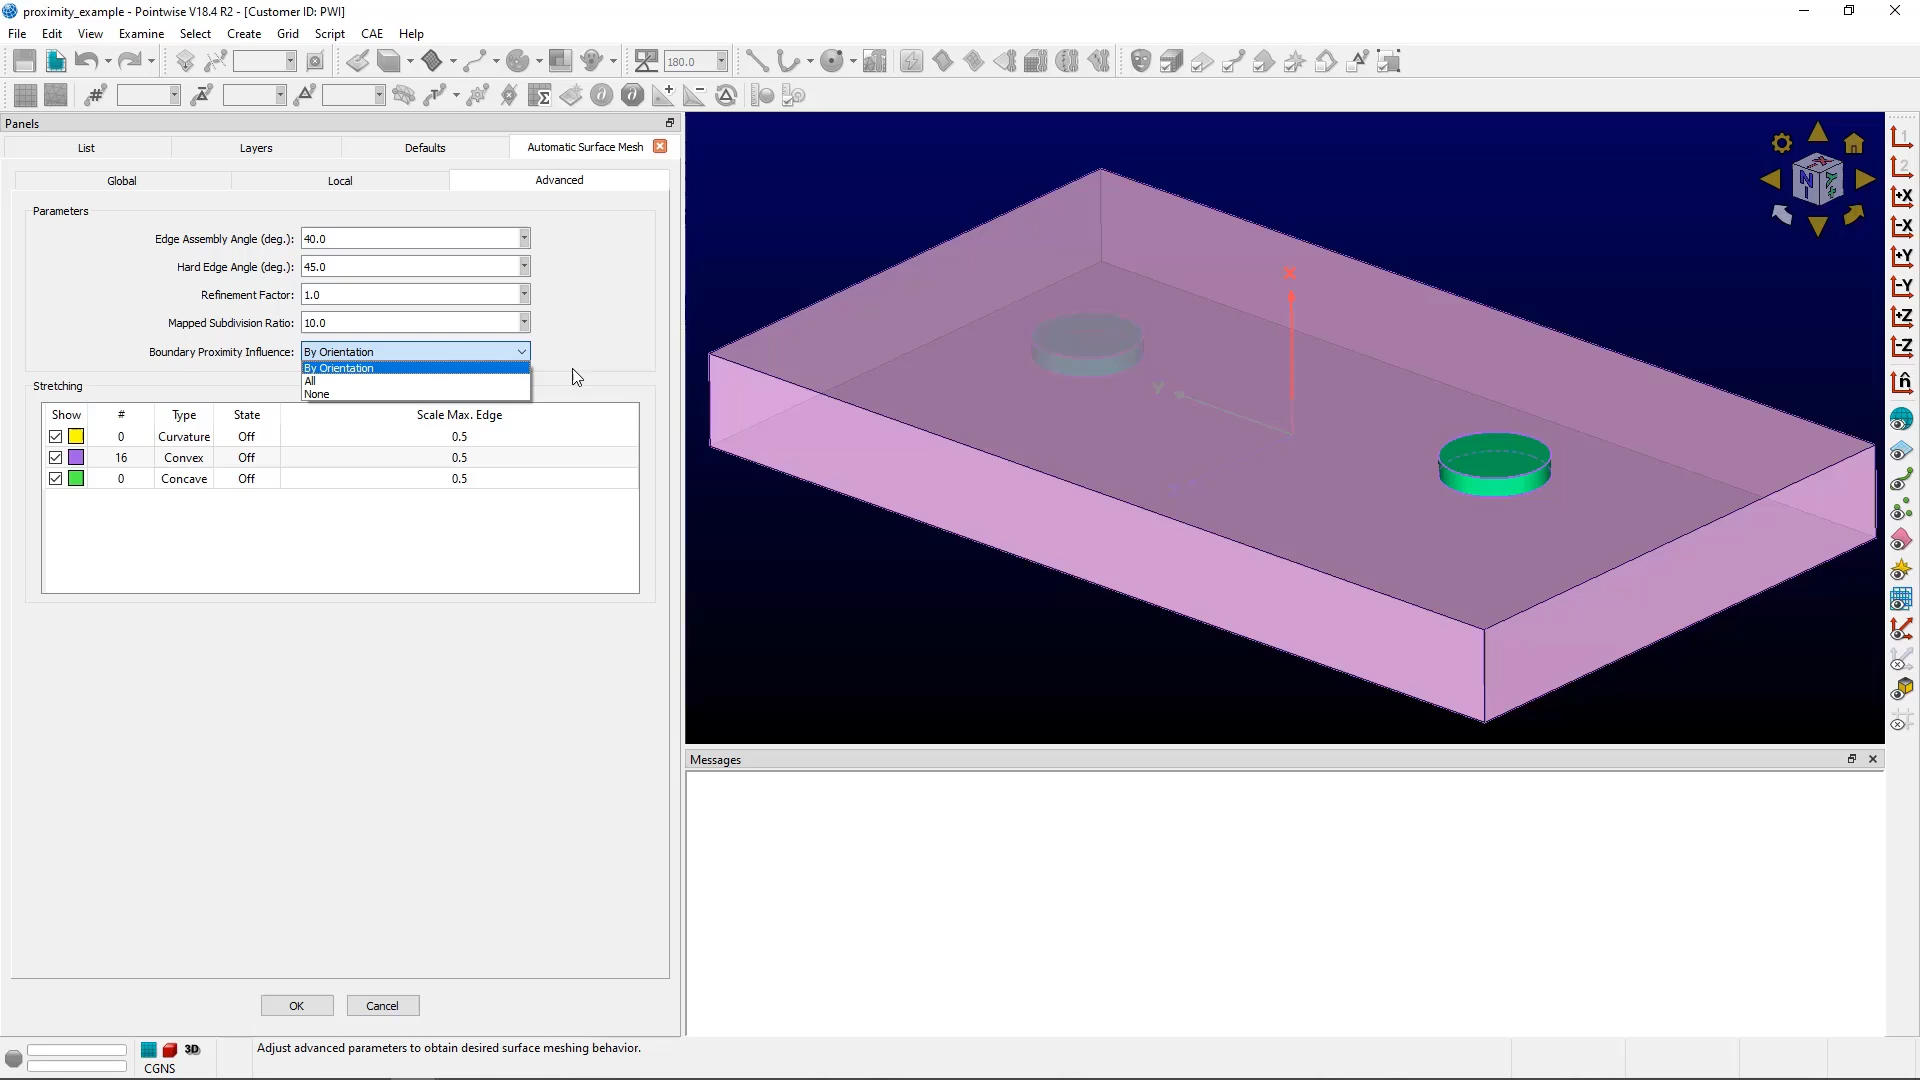 proximity_example - Pointwise V18.4 R2 - [Customer ID: PWI]
File Edit View Examine Select Create Grid Script CAE Help
180.0
Panels
List Layers Defaults Automatic Surface Mesh
Global Local Advanced
Parameters
Edge Assembly Angle (deg.): 40.0
Hard Edge Angle (deg.): 45.0
Refinement Factor: 1.0
Mapped Subdivision Ratio: 10.0
Boundary Proximity Influence: By Orientation
By Orientation
All
None
Stretching
Show # Type State Scale Max. Edge
0 Curvature Off 0.5
16 Convex Off 0.5
0 Concave Off 0.5
OK Cancel
X
Y
1
2
+X
-X
+Y
-Y
+Z
-Z
n̂
Messages
3D
CGNS
Adjust advanced parameters to obtain desired surface meshing behavior.